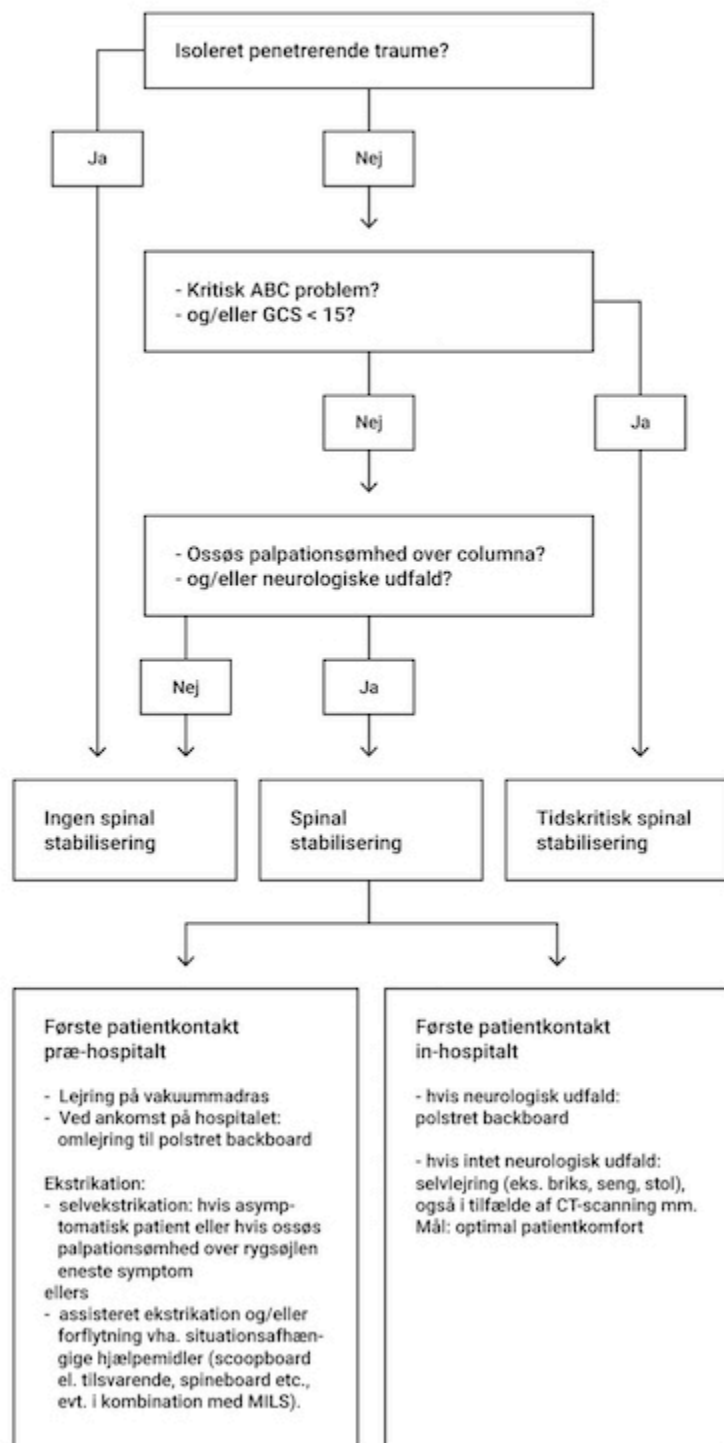 Isoleret penetrerende traume?
Ja
Nej
- Kritisk ABC problem?
- og/eller GCS < 15?
Nej
Ja
- Ossøs palpationsømhed over columna?
- og/eller neurologiske udfald?
Nej
Ja
Ingen spinal
stabilisering
Spinal
stabilisering
Tidskritisk spinal
stabilisering
Første patientkontakt
præ-hospitalt
- Lejring på vakuummadras
- Ved ankomst på hospitalet:
omlejring til polstret backboard
Ekstrikation:
- selvekstrikation: hvis asymp-
tomatisk patient eller hvis ossøs
palpationsømhed over rygsøjlen
eneste symptom
ellers
- assisteret ekstrikation og/eller
forflytning vha. situationsafhæn-
gige hjælpemidler (scoopboard
el. tilsvarende, spineboard etc.,
evt. i kombination med MILS).
Første patientkontakt
in-hospitalt
- hvis neurologisk udfald:
polstret backboard
- hvis intet neurologisk udfald:
selvlejring (eks. briks, seng, stol),
også i tilfælde af CT-scanning mm.
Mål: optimal patientkomfort